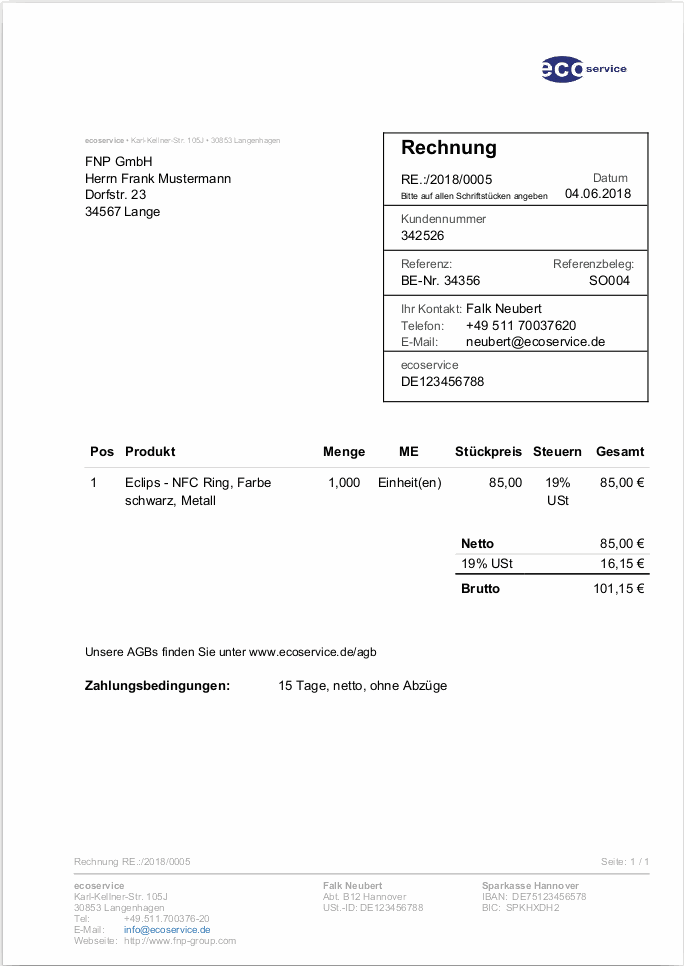 eco service
ecoservice • Karl-Kellner-Str. 105J • 30853 Langenhagen
FNP GmbH
Herrn Frank Mustermann
Dorfstr. 23
34567 Lange
Rechnung
RE.:/2018/0005 Datum
Bitte auf allen Schriftstücken angeben 04.06.2018
Kundennummer
342526
Referenz: Referenzbeleg:
BE-Nr. 34356 SO004
Ihr Kontakt: Falk Neubert
Telefon: +49 511 70037620
E-Mail: neubert@ecoservice.de
ecoservice
DE123456788
Pos Produkt Menge ME Stückpreis Steuern Gesamt
1 Eclips - NFC Ring, Farbe 1,000 Einheit(en) 85,00 19% 85,00 €
schwarz, Metall USt
Netto 85,00 €
19% USt 16,15 €
Brutto 101,15 €
Unsere AGBs finden Sie unter www.ecoservice.de/agb
Zahlungsbedingungen: 15 Tage, netto, ohne Abzüge
Rechnung RE.:/2018/0005 Seite: 1 / 1
ecoservice Falk Neubert Sparkasse Hannover
Karl-Kellner-Str. 105J Abt. B12 Hannover IBAN: DE75123456578
30853 Langenhagen USt.-ID: DE123456788 BIC: SPKHXDH2
Tel: +49.511.700376-20
E-Mail: info@ecoservice.de
Webseite: http://www.fnp-group.com